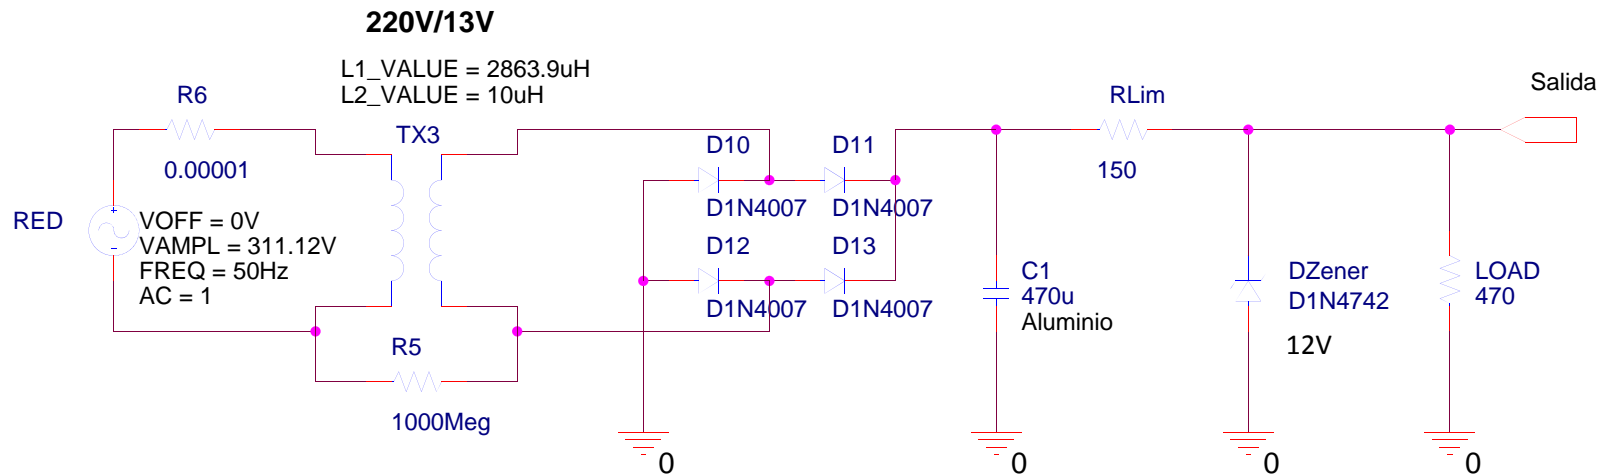 220V/13V
L1_VALUE = 2863.9uH
L2_VALUE = 10uH
R6
0.00001
TX3
RED
VOFF = 0V
VAMPL = 311.12V
FREQ = 50Hz
AC = 1
R5
1000Meg
D10
D1N4007
D11
D1N4007
D12
D1N4007
D13
D1N4007
0
C1
470u
Aluminio
0
RLim
150
DZener
D1N4742
12V
0
LOAD
470
0
Salida